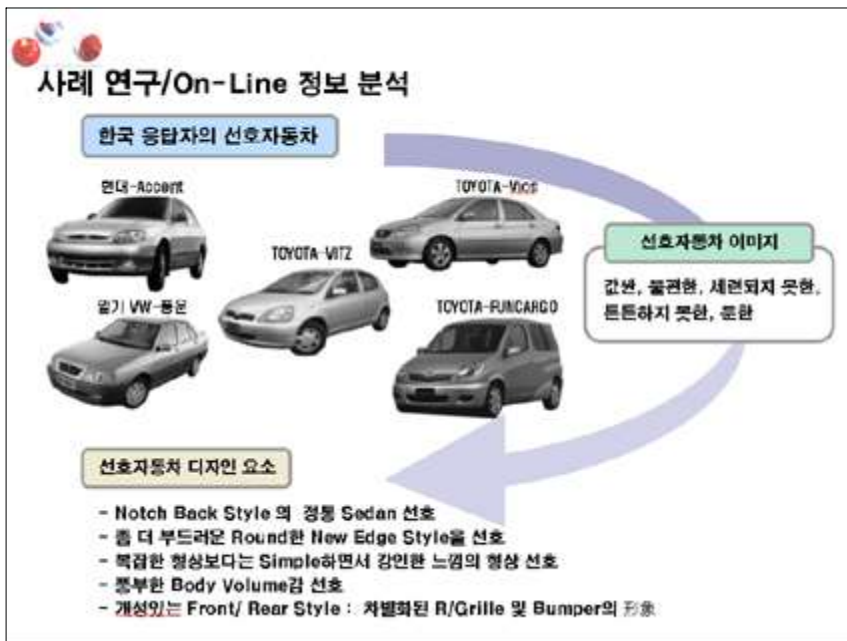 사례 연구/On-Line 정보 분석
한국 응답자의 선호자동차
현대-Accent
TOYOTA-Vios
TOYOTA-VITZ
일기 VW-
TOYOTA-FUNCARGO
선호자동차 이미지
값싼, 불편한, 세련되지 못한,
튼튼하지 못한, 둔한
선호자동차 디자인 요소
- Notch Back Style 의 정통 Sedan 선호
- 좀 더 부드러운 Round한 New Edge Style을 선호
- 복잡한 형상보다는 Simple하면서 강인한 느낌의 형상 선호
- 풍부한 Body Volume감 선호
- 개성있는 Front/ Rear Style : 차별화된 R/Grille 및 Bumper의 形象